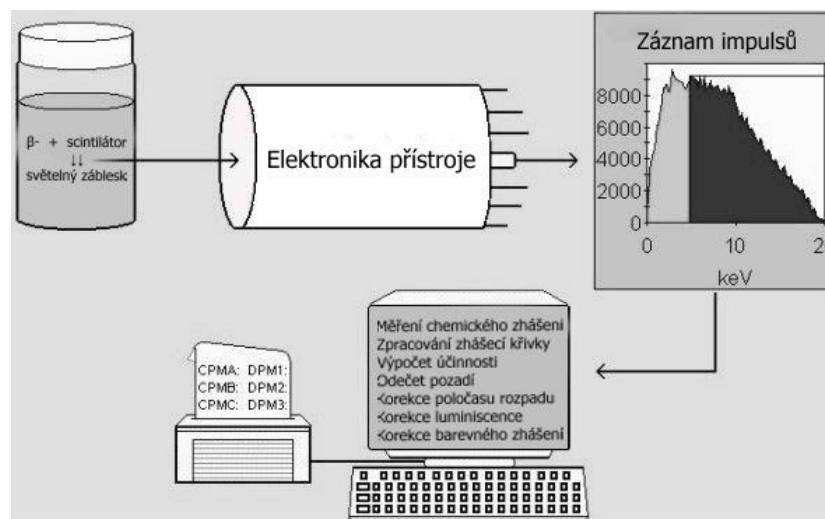 β- + scintilátor
↓↓
světelný záblesk
Elektronika přístroje
Záznam impulsů
8000
6000
4000
2000
0
0 10 2
keV
CPMA: DPM1:
CPMB: DPM2:
CPMC: DPM3:
Měření chemického zhášení
Zpracování zhášecí křivky
Výpočet účinnosti
Odečet pozadí
Korekce poločasu rozpadu
Korekce luminiscence
Korekce barevného zhášení